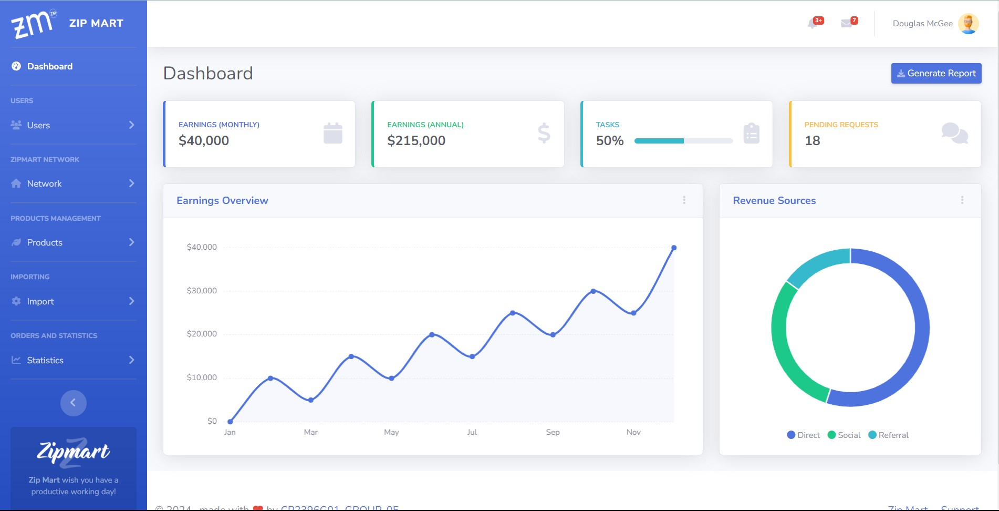 zm ZM ZIP MART
3+
7
Douglas McGee
Dashboard
USERS
Users
ZIPMART NETWORK
Network
PRODUCTS MANAGEMENT
Products
IMPORTING
Import
ORDERS AND STATISTICS
Statistics
Zipmart
Zip Mart wish you have a
productive working day!
Dashboard
Generate Report
EARNINGS (MONTHLY)
$40,000
EARNINGS (ANNUAL)
$215,000
TASKS
50%
PENDING REQUESTS
18
Earnings Overview
$40,000
$30,000
$20,000
$10,000
$0
Jan Mar May Jul Sep Nov
Revenue Sources
Direct Social Referral
© 2024, made with ❤ by CP2396G01_GROUP_05
Zip Mart Support